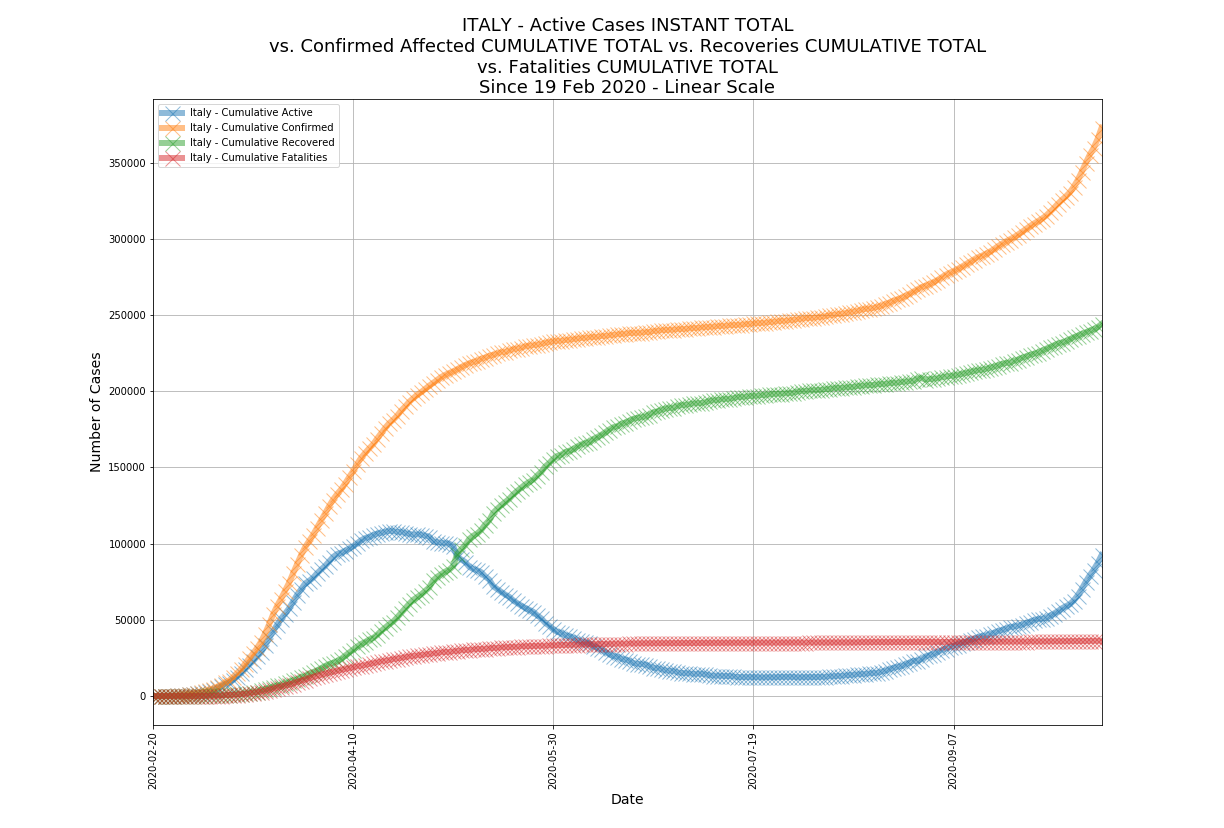 ITALY - Active Cases INSTANT TOTAL
vs. Confirmed Affected CUMULATIVE TOTAL vs. Recoveries CUMULATIVE TOTAL
vs. Fatalities CUMULATIVE TOTAL
Since 19 Feb 2020 - Linear Scale
Italy - Cumulative Active
Italy - Cumulative Confirmed
Italy - Cumulative Recovered
Italy - Cumulative Fatalities
350000
300000
250000
200000
150000
100000
50000
0
Number of Cases
2020-02-20
2020-04-10
2020-05-30
2020-07-19
2020-09-07
Date